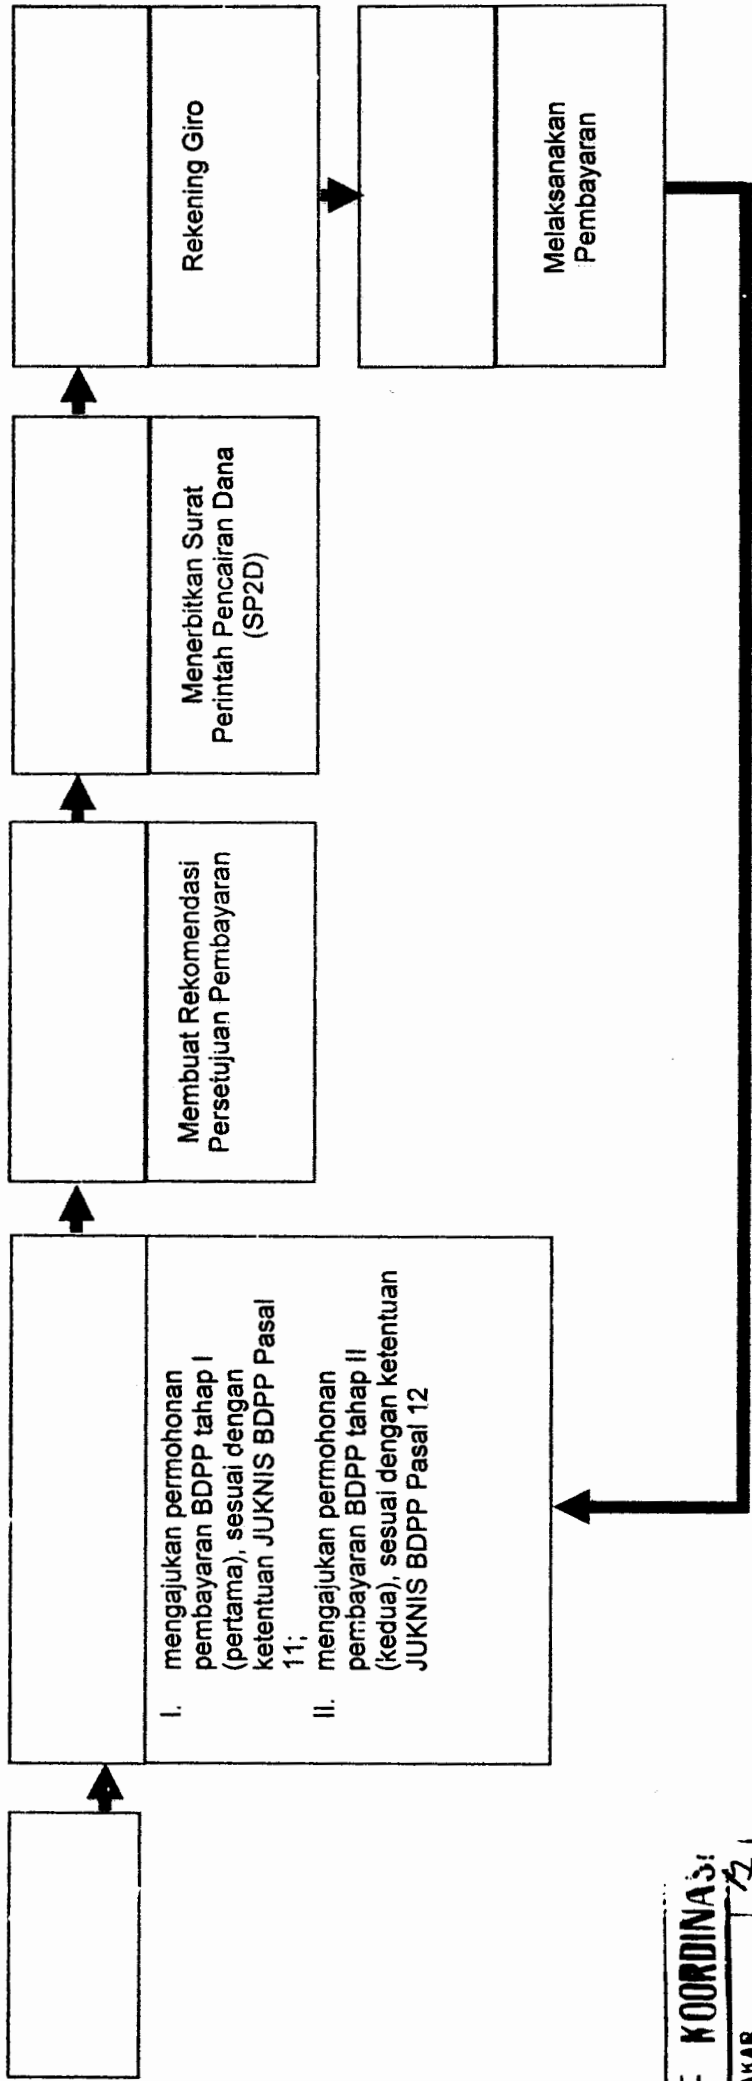 I. mengajukan permohonan
pembayaran BDPP tahap I
(pertama), sesuai dengan
ketentuan JUKNIS BDPP Pasal
11;
II. mengajukan permohonan
pembayaran BDPP tahap II
(kedua), sesuai dengan ketentuan
JUKNIS BDPP Pasal 12
Membuat Rekomendasi
Persetujuan Pembayaran
Menerbitkan Surat
Perintah Pencairan Dana
(SP2D)
Rekening Giro
Melaksanakan
Pembayaran
KOORDINASI